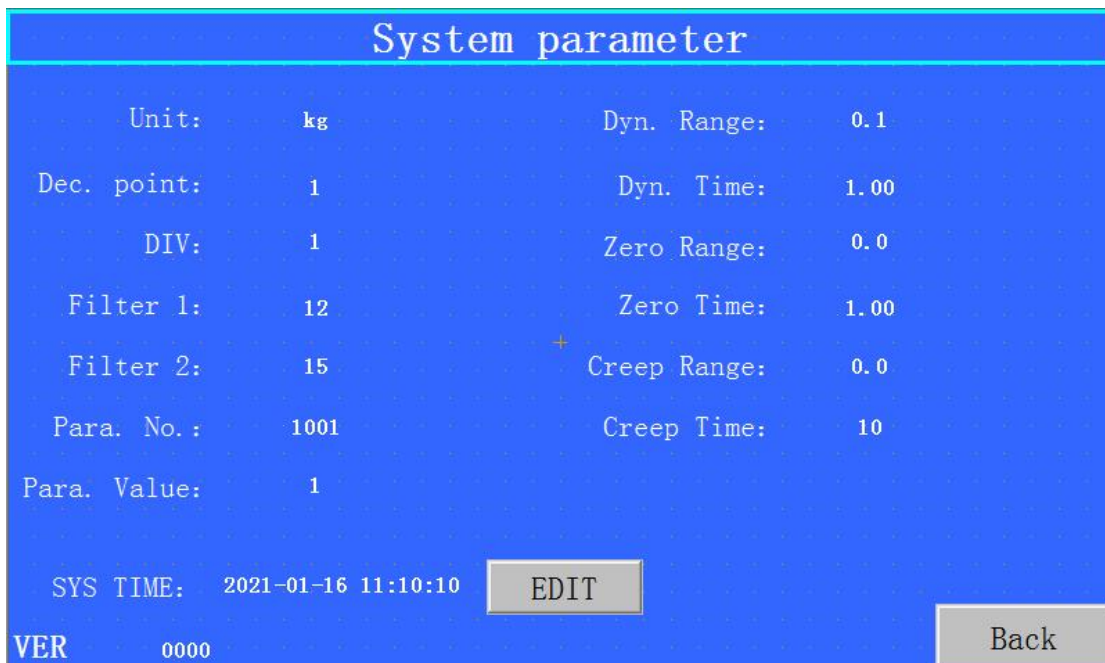 System parameter
Unit: kg Dyn. Range: 0.1
Dec. point: 1 Dyn. Time: 1.00
DIV: 1 Zero Range: 0.0
Filter 1: 12 Zero Time: 1.00
Filter 2: 15 Creep Range: 0.0
Para. No.: 1001 Creep Time: 10
Para. Value: 1
SYS TIME: 2021-01-16 11:10:10 EDIT
VER 0000 Back